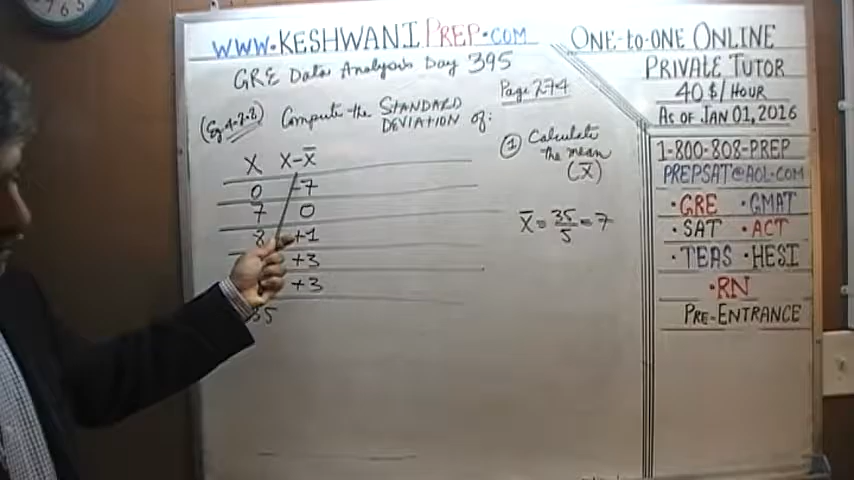 WWW.KESHWANIPREP.COM
GRE Data Analysis Day 395
Page 274
Compute the STANDARD
DEVIATION of:
X X-X̄
0 -7
7 0
8 +1
+3
+3
35
① Calculate
the mean
(X̄)
X̄ = 35/5 = 7
ONE-to-ONE ONLINE
PRIVATE TUTOR
40 $/HOUR
AS OF JAN 01, 2016
1-800-808-PREP
PREPSAT@AOL.COM
•GRE •GMAT
•SAT •ACT
•TEAS •HESI
•RN
PRE-ENTRANCE